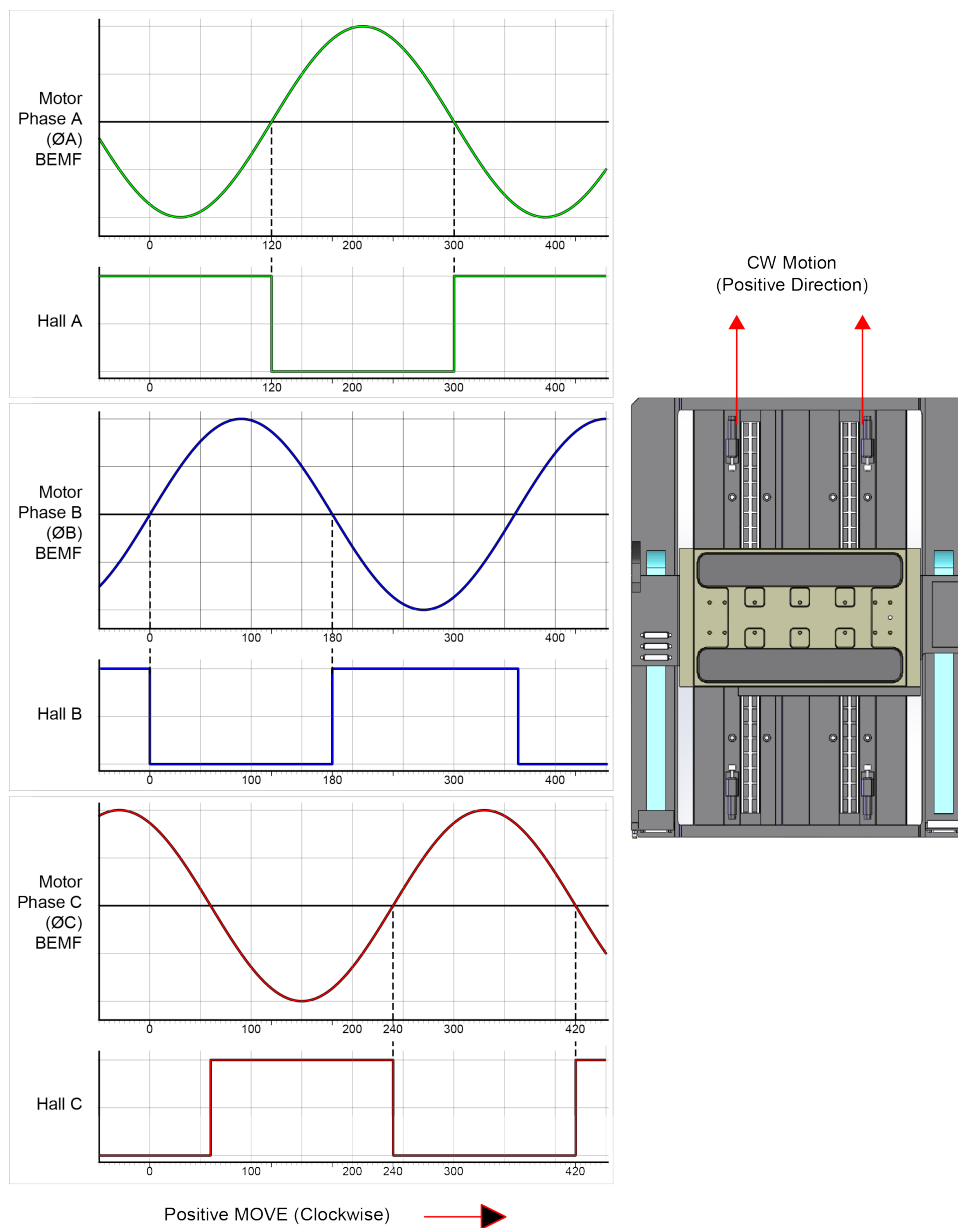 Motor
Phase A
(ØA)
BEMF
0 120 200 300 400
Hall A
0 120 200 300 400
CW Motion
(Positive Direction)
Motor
Phase B
(ØB)
BEMF
0 100 180 300 400
Hall B
0 100 180 300 400
Motor
Phase C
(ØC)
BEMF
0 100 200 240 300 420
Hall C
0 100 200 240 300 420
Positive MOVE (Clockwise)